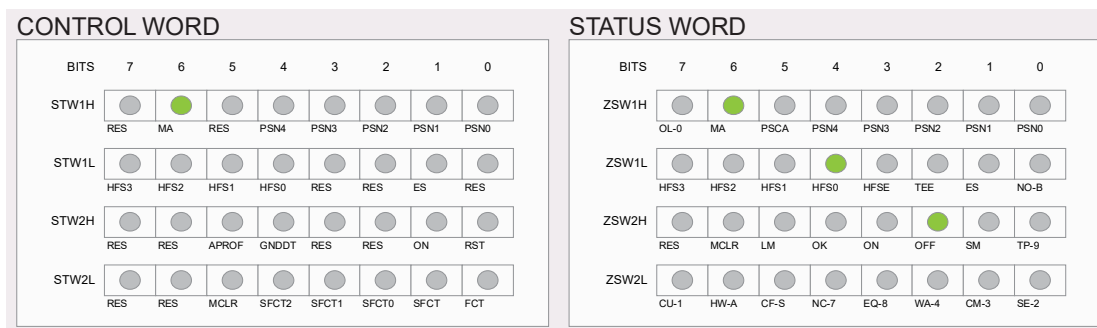 CONTROL WORD
BITS 7 6 5 4 3 2 1 0
STW1H
RES MA RES PSN4 PSN3 PSN2 PSN1 PSN0
STW1L
HFS3 HFS2 HFS1 HFS0 RES RES ES RES
STW2H
RES RES APROF GNDDT RES RES ON RST
STW2L
RES RES MCLR SFCT2 SFCT1 SFCT0 SFCT FCT
STATUS WORD
BITS 7 6 5 4 3 2 1 0
ZSW1H
OL-0 MA PSCA PSN4 PSN3 PSN2 PSN1 PSN0
ZSW1L
HFS3 HFS2 HFS1 HFS0 HFSE TEE ES NO-B
ZSW2H
RES MCLR LM OK ON OFF SM TP-9
ZSW2L
CU-1 HW-A CF-S NC-7 EQ-8 WA-4 CM-3 SE-2